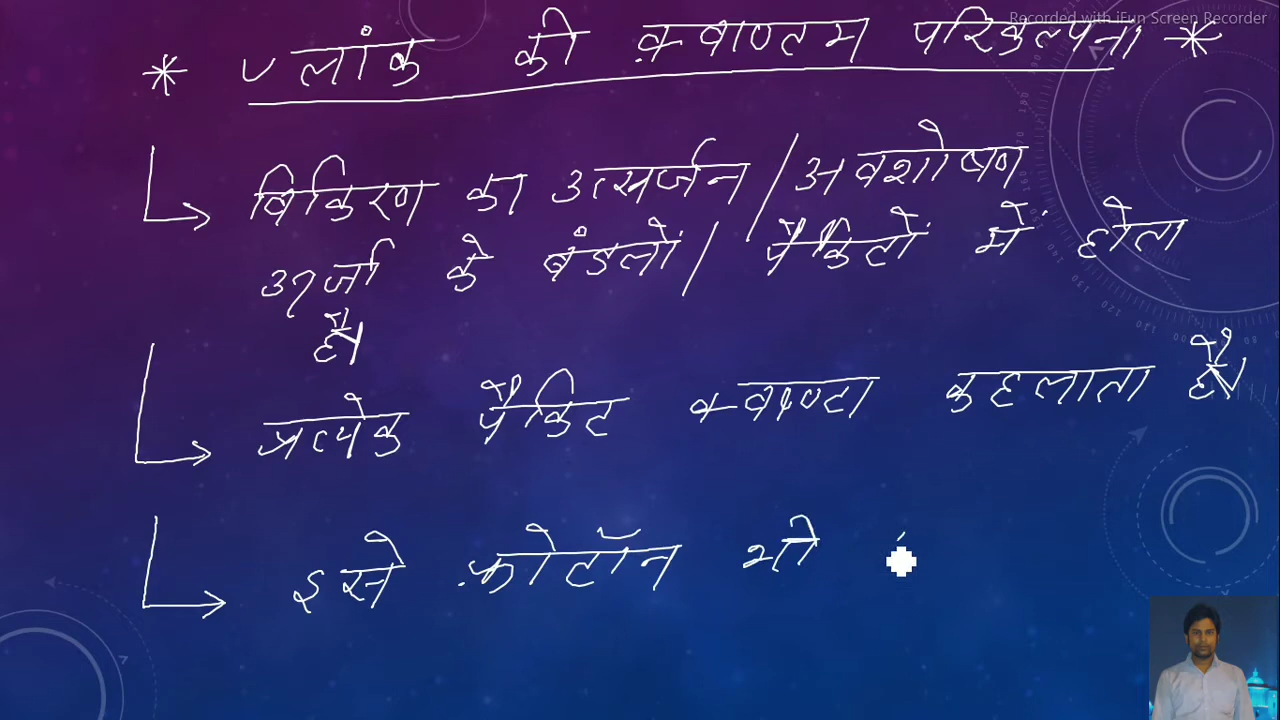 Recorded with iFun Screen Recorder
* प्लांक की क्वाण्टम परिकल्पना *
विकिरण का उत्सर्जन / अवशोषण
ऊर्जा के बंडलों / पैकिटों में होता
है।
प्रत्येक पैकिट क्वाण्टा कहलाता है।
इसे फ़ोटॉन भी